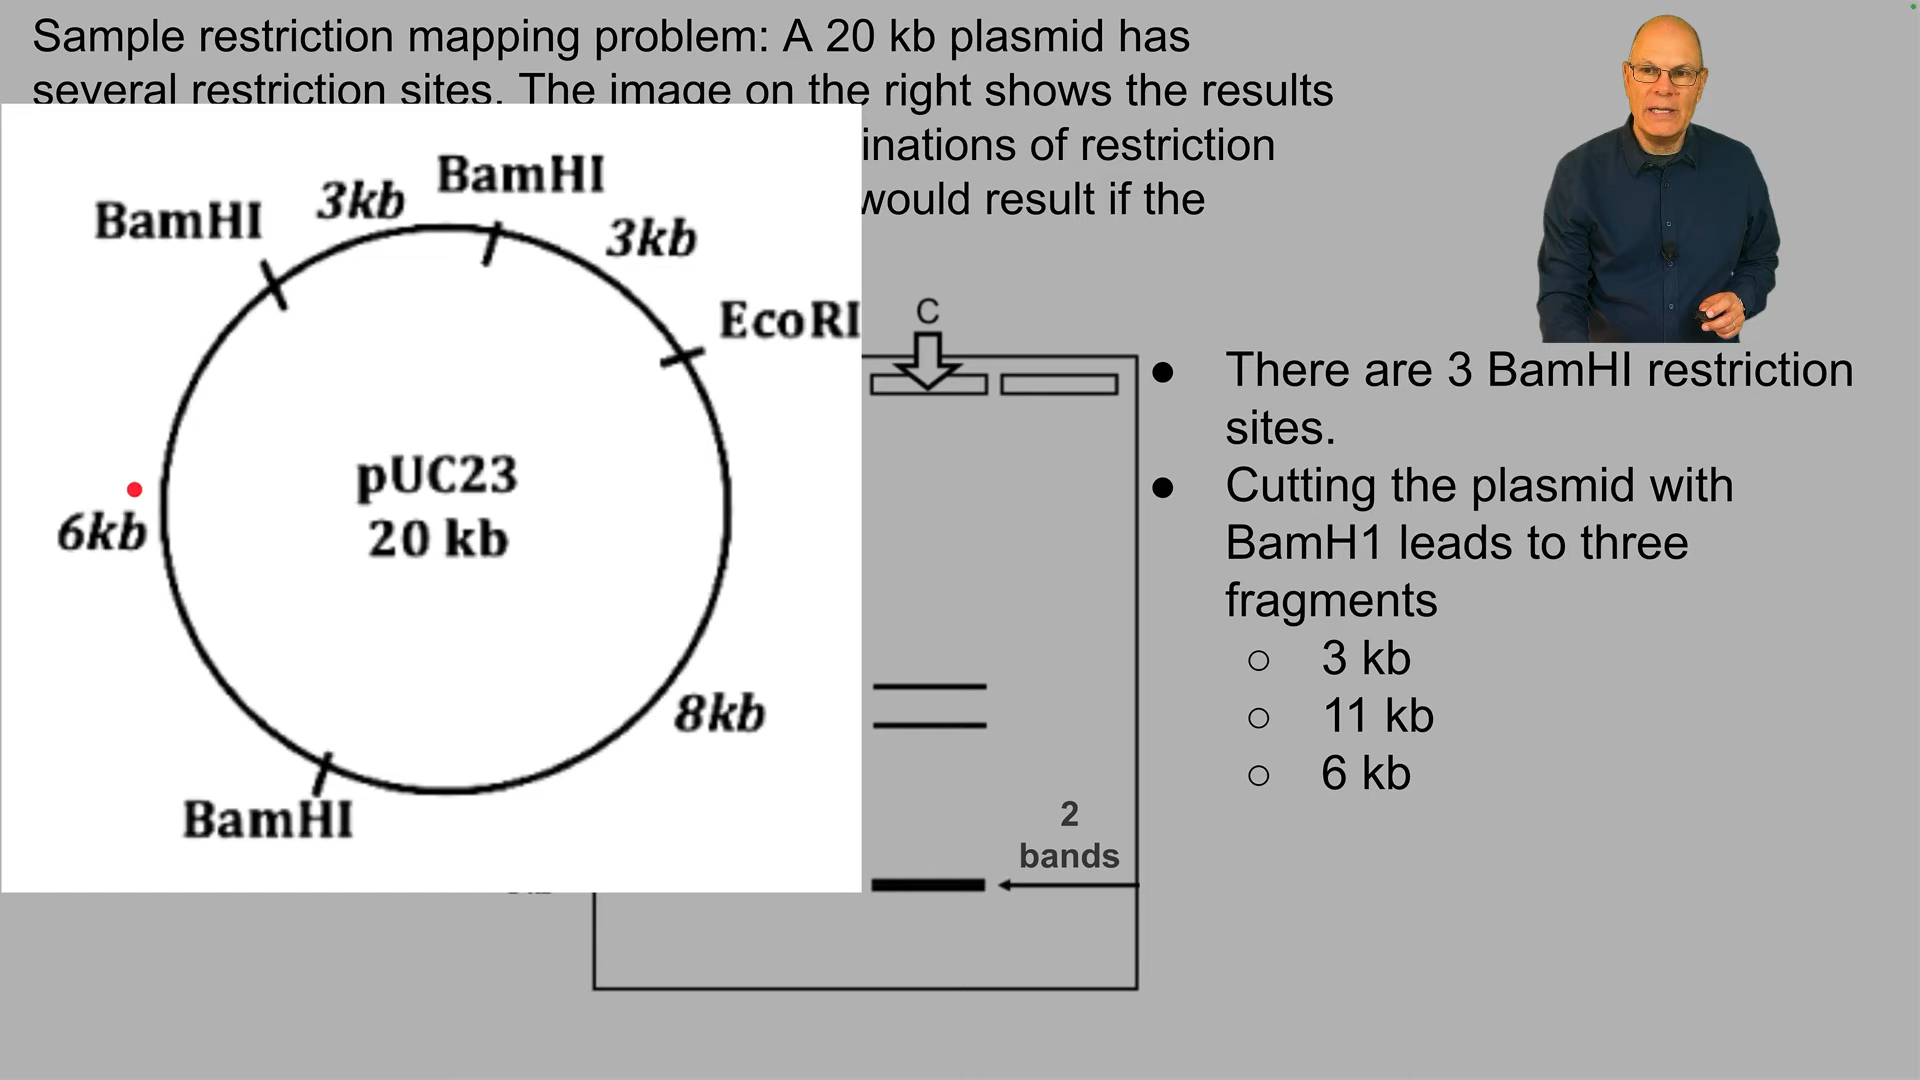 Sample restriction mapping problem: A 20 kb plasmid has
several restriction sites. The image on the right shows the results
inations of restriction
would result if the
BamHI
3kb
BamHI
3kb
EcoRI
pUC23
20 kb
6kb
8kb
BamHI
C
2
bands
● There are 3 BamHI restriction
sites.
● Cutting the plasmid with
BamH1 leads to three
fragments
○ 3 kb
○ 11 kb
○ 6 kb